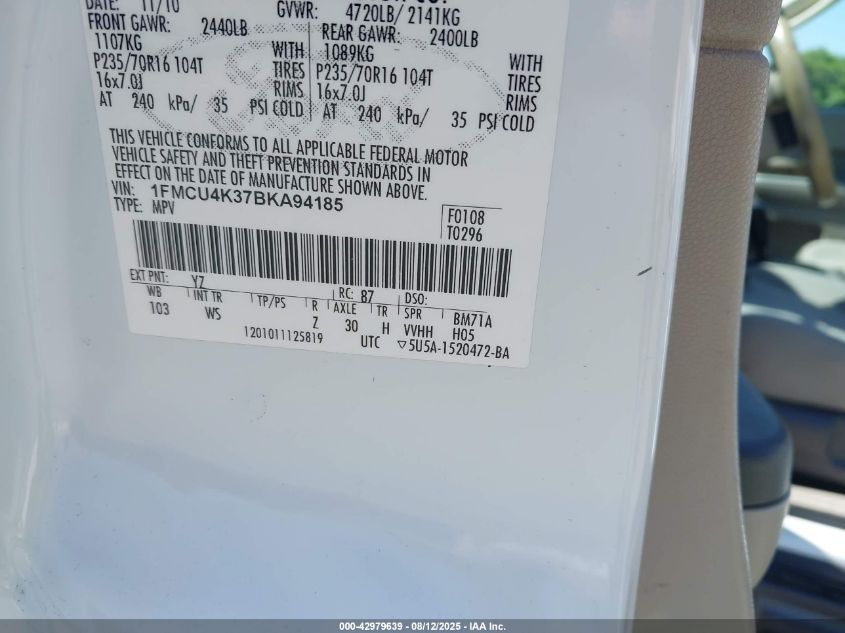 DATE: 11/10
GVWR: 4720LB/ 2141KG
FRONT GAWR: 2440LB
REAR GAWR: 2400LB
1107KG WITH 1089KG WITH
P235/70R16 104T TIRES P235/70R16 104T TIRES
16x7.0J RIMS 16x7.0J RIMS
AT 240 kPa/ 35 PSI COLD AT 240 kPa/ 35 PSI COLD
THIS VEHICLE CONFORMS TO ALL APPLICABLE FEDERAL MOTOR
VEHICLE SAFETY AND THEFT PREVENTION STANDARDS IN
EFFECT ON THE DATE OF MANUFACTURE SHOWN ABOVE.
VIN: 1FMCU4K37BKA94185
TYPE: MPV
F0108
T0296
EXT PNT: YZ RC: 87 DSO:
WB INT TR TP/PS R AXLE TR SPR BM71A
103 WS Z 30 H VVHH H05
1201011125819 UTC ▽5U5A-1520472-BA
000-42979639 - 08/12/2025 - IAA Inc.